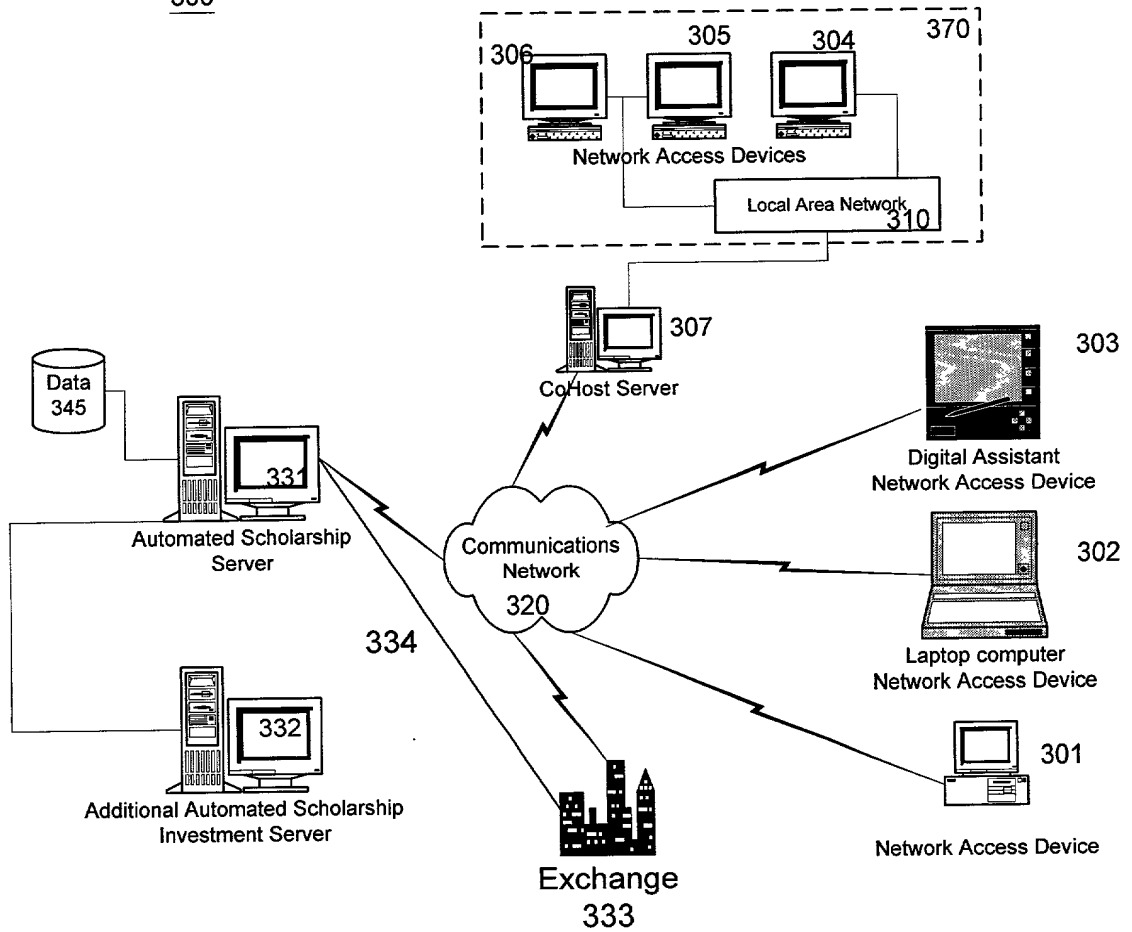 370
306
305
304
Network Access Devices
Local Area Network
310
307
CoHost Server
303
Digital Assistant
Network Access Device
Data
345
331
Automated Scholarship
Server
Communications
Network
320
302
Laptop computer
Network Access Device
334
332
Additional Automated Scholarship
Investment Server
301
Network Access Device
Exchange
333